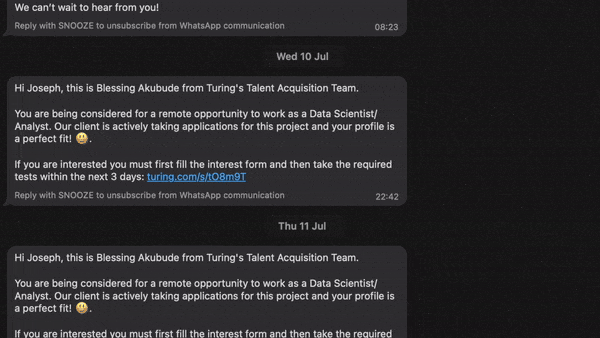 We can't wait to hear from you!
Reply with SNOOZE to unsubscribe from WhatsApp communication 08:23
Wed 10 Jul
Hi Joseph, this is Blessing Akubude from Turing's Talent Acquisition Team.
You are being considered for a remote opportunity to work as a Data Scientist/
Analyst. Our client is actively taking applications for this project and your profile is
a perfect fit! 😃.
If you are interested you must first fill the interest form and then take the required
tests within the next 3 days: turing.com/s/tO8m9T
Reply with SNOOZE to unsubscribe from WhatsApp communication 22:42
Thu 11 Jul
Hi Joseph, this is Blessing Akubude from Turing's Talent Acquisition Team.
You are being considered for a remote opportunity to work as a Data Scientist/
Analyst. Our client is actively taking applications for this project and your profile is
a perfect fit! 😃.
If you are interested you must first fill the interest form and then take the required